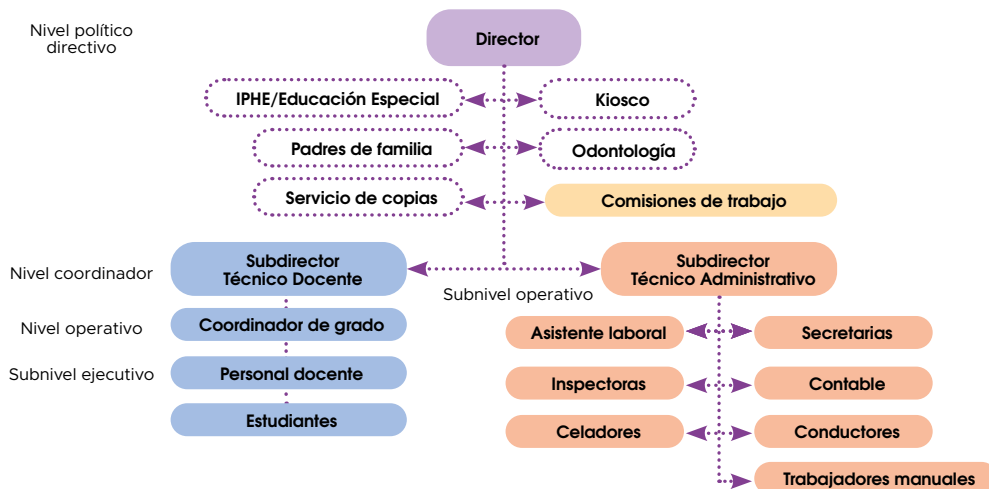 Nivel político
directivo
Director
IPHE/Educación Especial
Kiosco
Padres de familia
Odontología
Servicio de copias
Comisiones de trabajo
Nivel coordinador
Subdirector
Técnico Docente
Subnivel operativo
Subdirector
Técnico Administrativo
Nivel operativo
Coordinador de grado
Asistente laboral
Secretarias
Subnivel ejecutivo
Personal docente
Inspectoras
Contable
Estudiantes
Celadores
Conductores
Trabajadores manuales